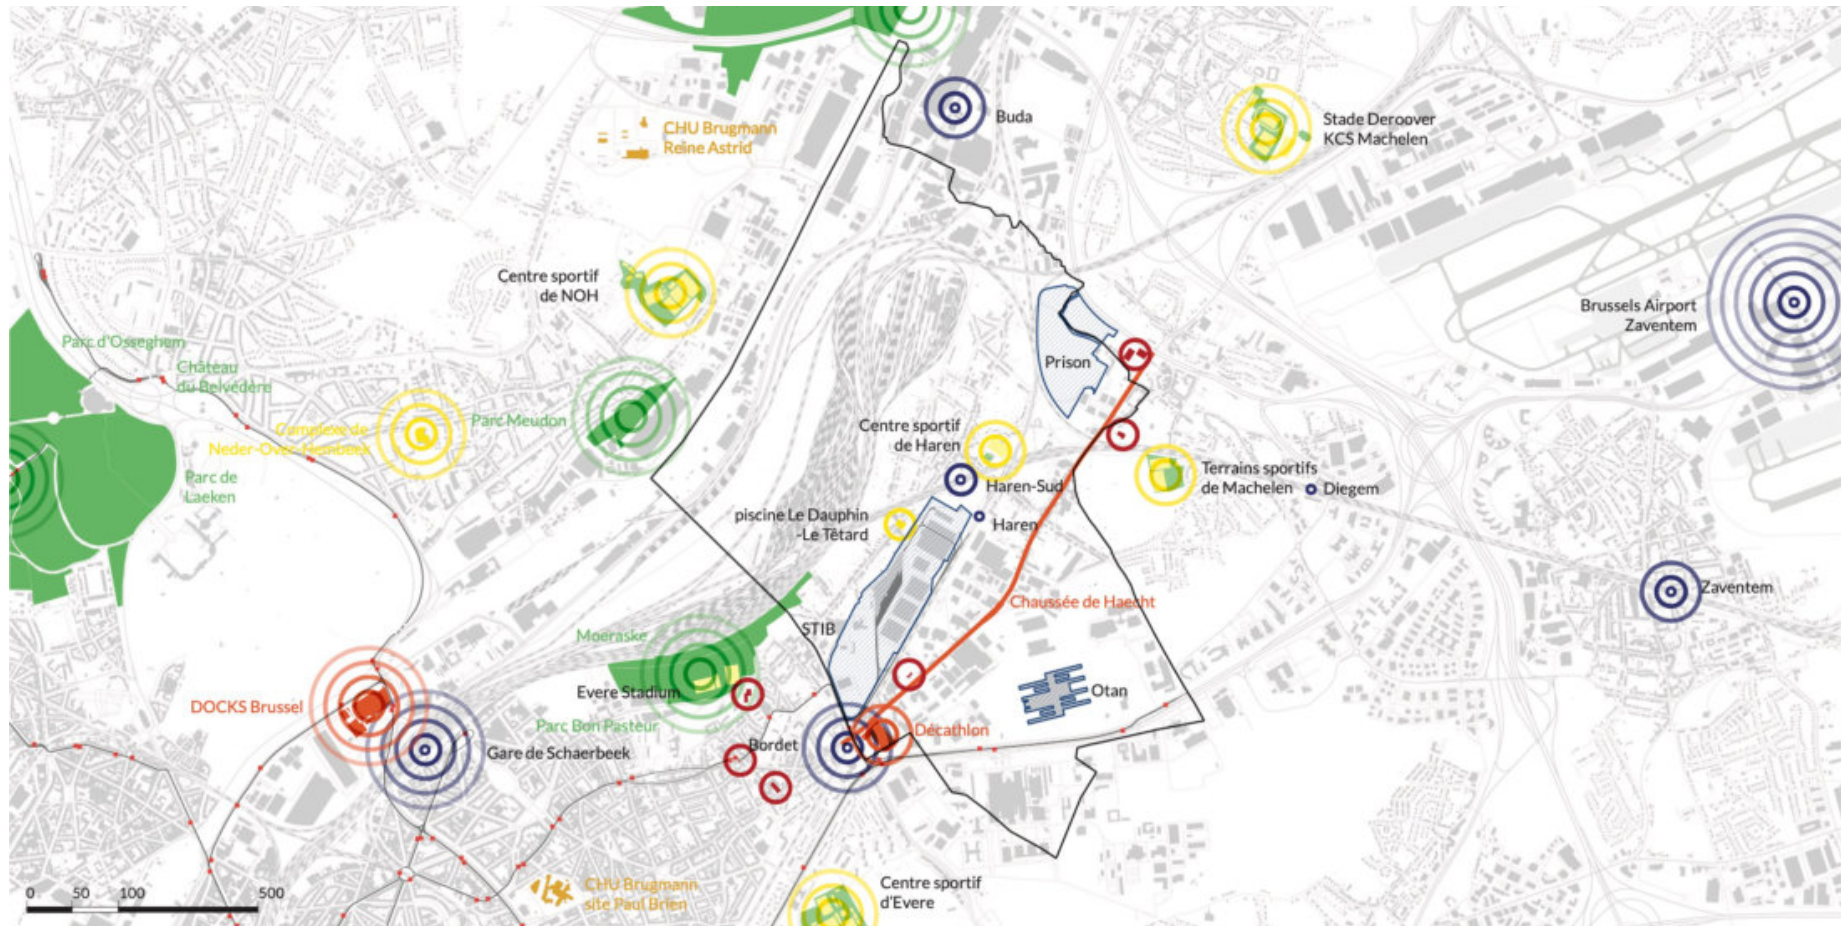 Buda
CHU Brugmann
Reine Astrid
Stade Deroover
KCS Machelen
Centre sportif
de NOH
Brussels Airport
Zaventem
Parc d'Osseghem
Château
du Belvédère
Prison
Parc Meudon
Centre sportif
de Haren
Complexe de
Neder-Over-Hembeek
Parc de
Laeken
Terrains sportifs
de Machelen
Diegem
Haren-Sud
piscine Le Dauphin
-Le Têtard
Haren
Zaventem
Chaussée de Haecht
STIB
Moeraske
Evere Stadium
Otan
DOCKS Brussel
Parc Bon Pasteur
Décathlon
Bordet
Gare de Schaerbeek
CHU Brugmann
site Paul Brien
Centre sportif
d'Evere
0 50 100 500